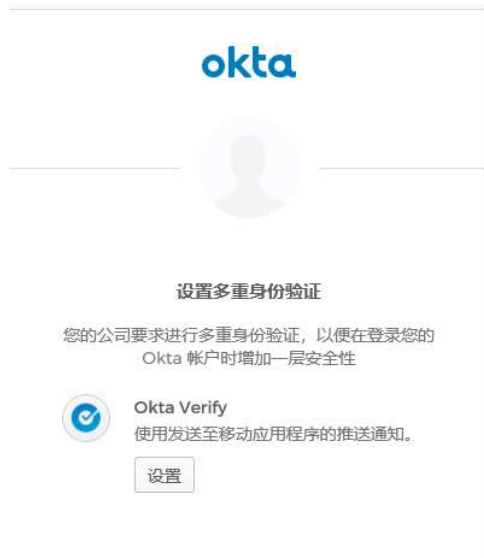 okta
设置多重身份验证
您的公司要求进行多重身份验证，以便在登录您的
Okta 帐户时增加一层安全性
Okta Verify
使用发送至移动应用程序的推送通知。
设置